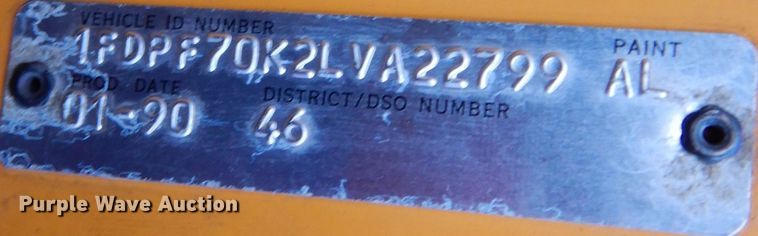 VEHICLE ID NUMBER
1FDPF70K2LVA22799
PAINT
AL
PROD DATE
01-90
DISTRICT/DSO NUMBER
46
Purple Wave Auction